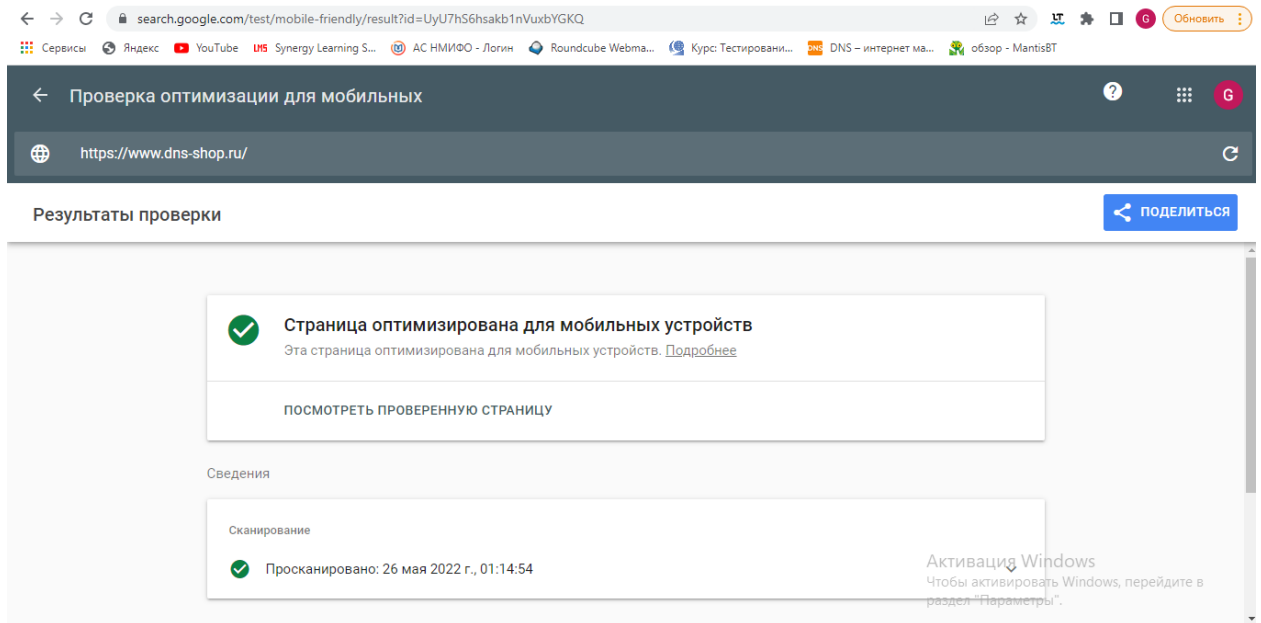 search.google.com/test/mobile-friendly/result?id=UyU7hS6hsakb1nVuxbYGKQ G Обновить
Сервисы Яндекс YouTube LMS Synergy Learning S... АС НМИФО - Логин Roundcube Webma... Курс: Тестировани... DNS DNS – интернет ма... обзор - MantisBT
Проверка оптимизации для мобильных G
https://www.dns-shop.ru/
Результаты проверки ПОДЕЛИТЬСЯ
Страница оптимизирована для мобильных устройств
Эта страница оптимизирована для мобильных устройств. Подробнее
ПОСМОТРЕТЬ ПРОВЕРЕННУЮ СТРАНИЦУ
Сведения
Сканирование
Просканировано: 26 мая 2022 г., 01:14:54
Активация Windows
Чтобы активировать Windows, перейдите в
раздел "Параметры".